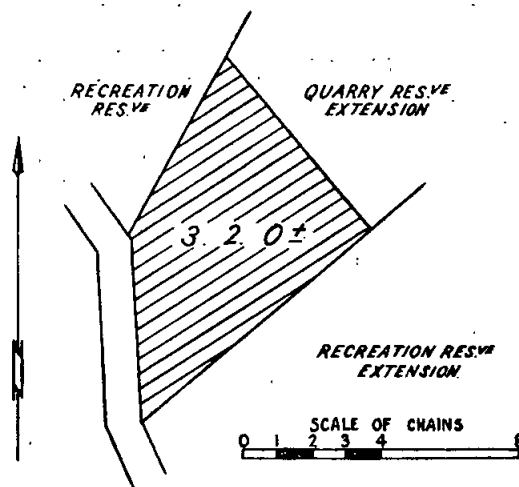 RECREATION
RES.VE
QUARRY RES.VE
EXTENSION
3. 2. 0 ±
RECREATION RES.VE
EXTENSION
SCALE OF CHAINS
0 1 2 3 4 8